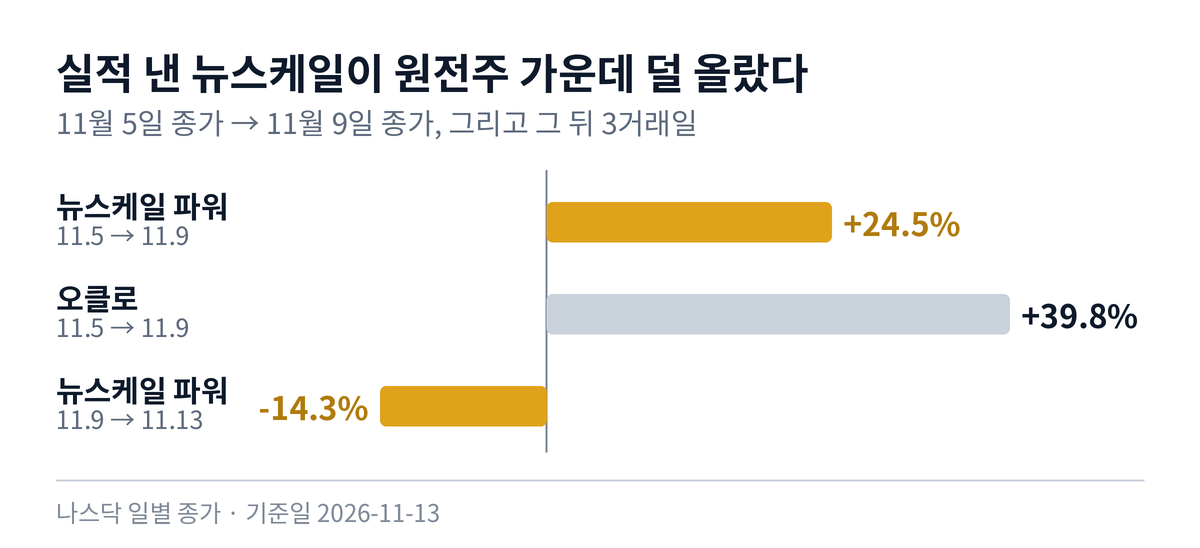 실적 낸 뉴스케일이 원전주 가운데 덜 올랐다
11월 5일 종가 → 11월 9일 종가, 그리고 그 뒤 3거래일
뉴스케일 파워
11.5 → 11.9
+24.5%
오클로
11.5 → 11.9
+39.8%
뉴스케일 파워
11.9 → 11.13
-14.3%
나스닥 일별 종가 · 기준일 2026-11-13